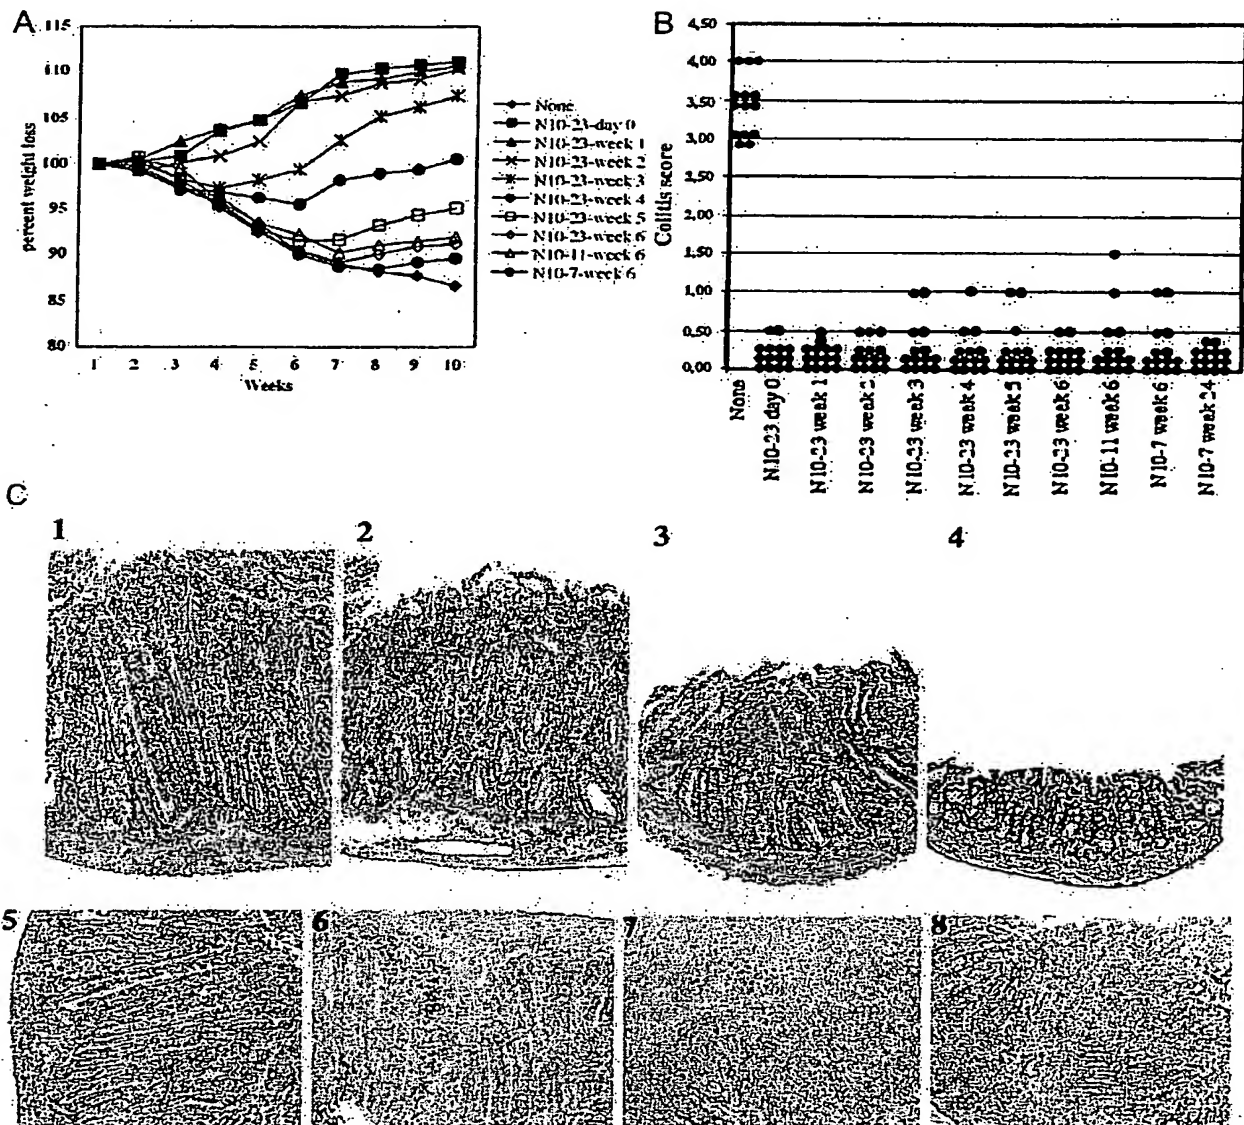 A
115
110
105
100
95
90
85
80
percent weight loss
1 2 3 4 5 6 7 8 9 10
Weeks
None
N10-23-day 0
N10-23-week 1
N10-23-week 2
N10-23-week 3
N10-23-week 4
N10-23-week 5
N10-23-week 6
N10-11-week 6
N10-7-week 6
B
4,50
4,00
3,50
3,00
2,50
2,00
1,50
1,00
0,50
0,00
Colitis score
None
N10-23 day 0
N10-23 week 1
N10-23 week 2
N10-23 week 3
N10-23 week 4
N10-23 week 5
N10-23 week 6
N10-11 week 6
N10-7 week 6
N10-7 week 24
C
1 2 3 4
5 6 7 8